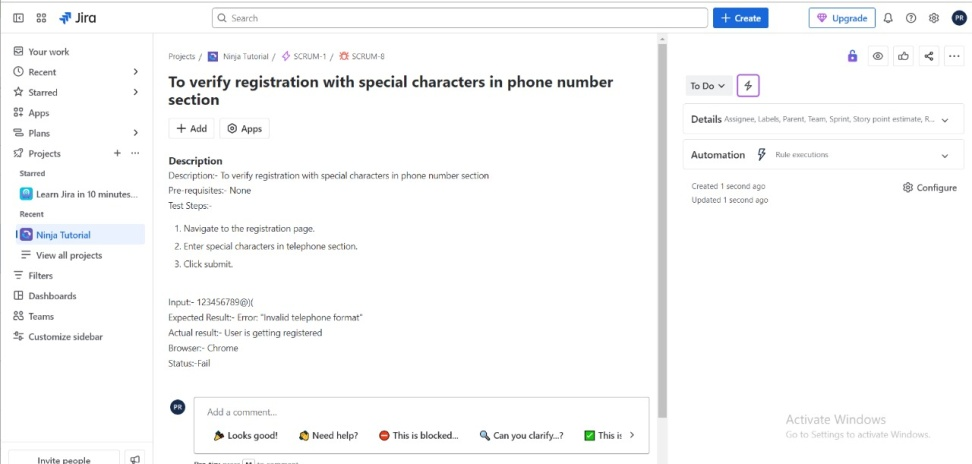 Jira
Search
+ Create
Upgrade
PR
Your work
Recent
Starred
Apps
Plans
Projects
Starred
Learn Jira in 10 minutes...
Recent
Ninja Tutorial
View all projects
Filters
Dashboards
Teams
Customize sidebar
Invite people
Projects / Ninja Tutorial / SCRUM-1 / SCRUM-8
To verify registration with special characters in phone number
section
+ Add Apps
Description
Description:- To verify registration with special characters in phone number section
Pre-requisites:- None
Test Steps:-
1. Navigate to the registration page.
2. Enter special characters in telephone section.
3. Click submit.
Input:- 123456789@)(
Expected Result:- Error: "Invalid telephone format"
Actual result:- User is getting registered
Browser:- Chrome
Status:-Fail
PR
Add a comment...
Looks good! Need help? This is blocked... Can you clarify...? This is
to comment
To Do
Details Assignee, Labels, Parent, Team, Sprint, Story point estimate, R...
Automation Rule executions
Created 1 second ago
Updated 1 second ago
Configure
Activate Windows
Go to Settings to activate Windows.